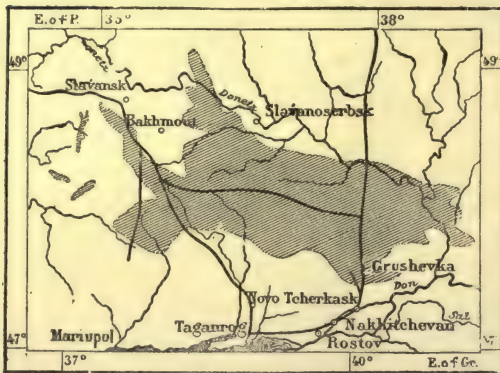 E. of P. 35° 38°
49° 49°
Donetz
Slavansk
Donetz
Slavanoserbsk
Bakhmout
Grushevka
Don
Novo Tcherkask
Sal
Nakhitchevan
Mariupol
Taganrog
Rostov
47°
37° 40° E. of Gr.